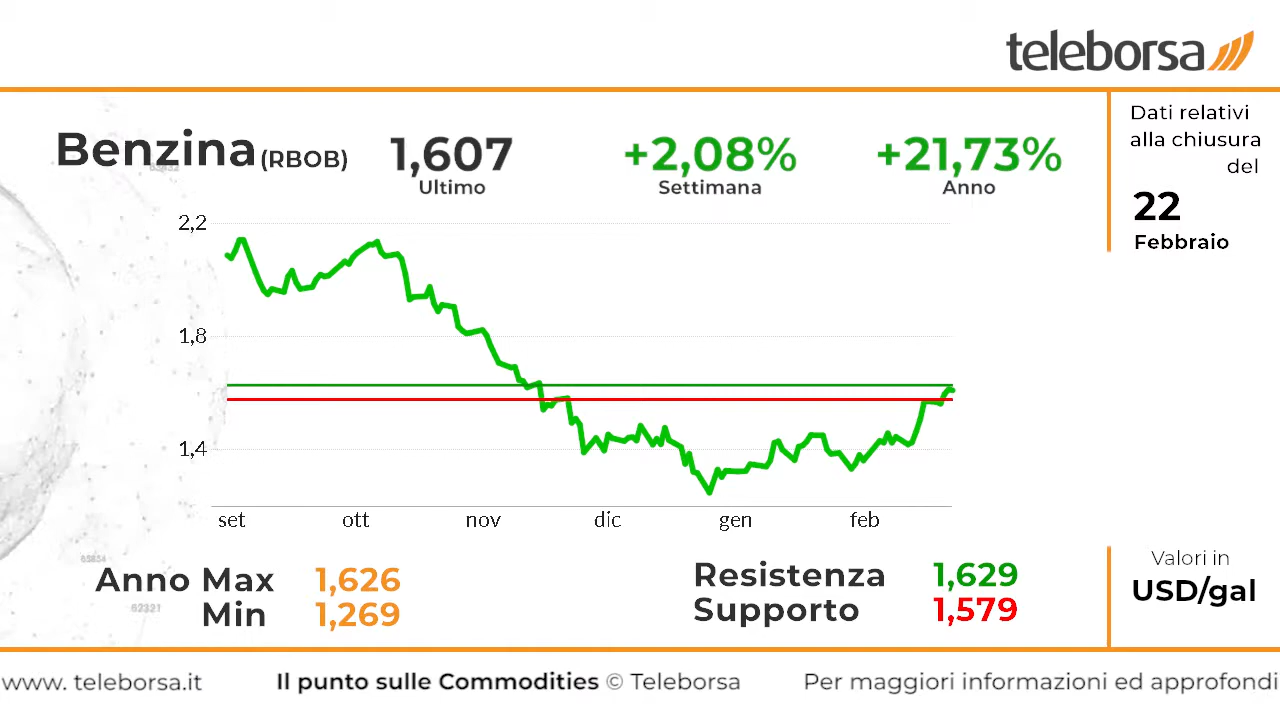 teleborsa
Dati relativi
alla chiusura
del
22
Febbraio
Benzina (RBOB)
1,607
Ultimo
+2,08%
Settimana
+21,73%
Anno
2,2
1,8
1,4
set ott nov dic gen feb
Anno Max 1,626
Min 1,269
Resistenza 1,629
Supporto 1,579
Valori in
USD/gal
62321
www. teleborsa.it
Il punto sulle Commodities © Teleborsa
Per maggiori informazioni ed approfondi